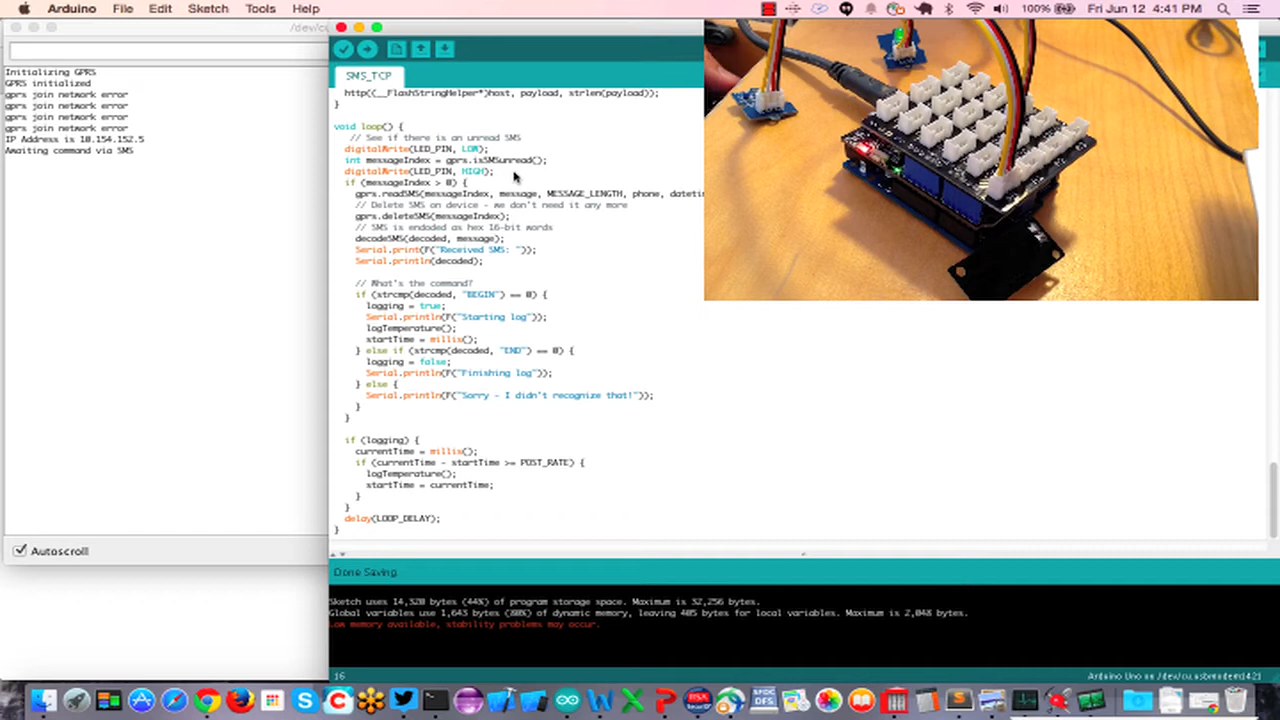 Arduino File Edit Sketch Tools Help
100% Fri Jun 12 4:41 PM
Initializing GPRS
GPRS initialized
gprs join network error
gprs join network error
gprs join network error
gprs join network error
IP Address is 10.154.152.5
Awaiting command via SMS
Autoscroll
SMS_TCP
http((__FlashStringHelper*)host, payload, strlen(payload));
}
void loop() {
// See if there is an unread SMS
digitalWrite(LED_PIN, LOW);
int messageIndex = gprs.isSMSunread();
digitalWrite(LED_PIN, HIGH);
if (messageIndex > 0) {
gprs.readSMS(messageIndex, message, MESSAGE_LENGTH, phone, dateti
// Delete SMS on device - we don't need it any more
gprs.deleteSMS(messageIndex);
// SMS is endoded as hex 16-bit words
decodeSMS(decoded, message);
Serial.print(F("Received SMS: "));
Serial.println(decoded);
// What's the command?
if (strcmp(decoded, "BEGIN") == 0) {
logging = true;
Serial.println(F("Starting log"));
logTemperature();
startTime = millis();
} else if (strcmp(decoded, "END") == 0) {
logging = false;
Serial.println(F("Finishing log"));
} else {
Serial.println(F("Sorry - I didn't recognize that!"));
}
}
if (logging) {
currentTime = millis();
if (currentTime - startTime >= POST_RATE) {
logTemperature();
startTime = currentTime;
}
}
delay(LOOP_DELAY);
}
Done Saving.
Sketch uses 14,320 bytes (44%) of program storage space. Maximum is 32,256 bytes.
Global variables use 1,643 bytes (80%) of dynamic memory, leaving 405 bytes for local variables. Maximum is 2,048 bytes.
Low memory available, stability problems may occur.
16
Arduino Uno on /dev/cu.usbmodem1421